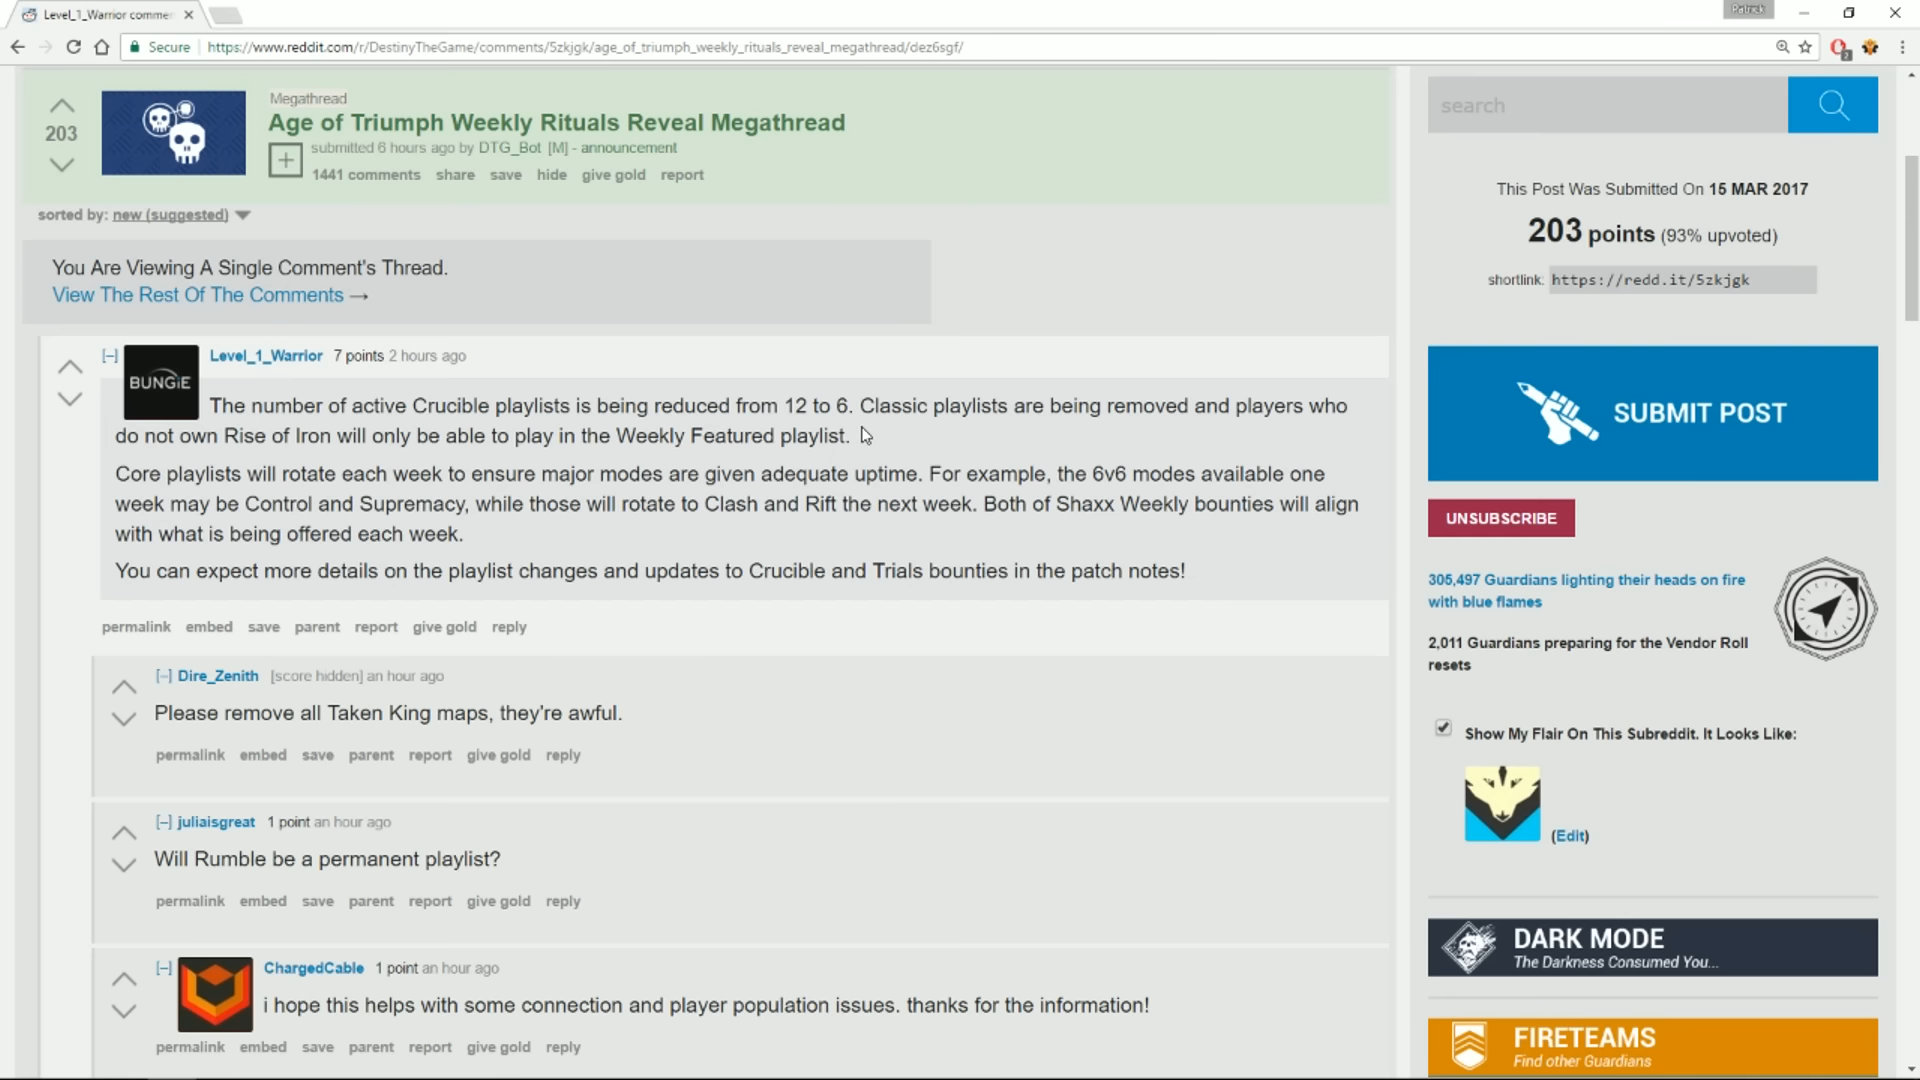 Level_1_Warrior commen
Patrick
Secure https://www.reddit.com/r/DestinyTheGame/comments/5zkjgk/age_of_triumph_weekly_rituals_reveal_megathread/dez6sgf/
Megathread
203
Age of Triumph Weekly Rituals Reveal Megathread
submitted 6 hours ago by DTG_Bot [M] - announcement
1441 comments share save hide give gold report
sorted by: new (suggested)
You Are Viewing A Single Comment's Thread.
View The Rest Of The Comments →
[–] Level_1_Warrior 7 points 2 hours ago
BUNGiE
The number of active Crucible playlists is being reduced from 12 to 6. Classic playlists are being removed and players who
do not own Rise of Iron will only be able to play in the Weekly Featured playlist.
Core playlists will rotate each week to ensure major modes are given adequate uptime. For example, the 6v6 modes available one
week may be Control and Supremacy, while those will rotate to Clash and Rift the next week. Both of Shaxx Weekly bounties will align
with what is being offered each week.
You can expect more details on the playlist changes and updates to Crucible and Trials bounties in the patch notes!
permalink embed save parent report give gold reply
[–] Dire_Zenith [score hidden] an hour ago
Please remove all Taken King maps, they're awful.
permalink embed save parent report give gold reply
[–] juliaisgreat 1 point an hour ago
Will Rumble be a permanent playlist?
permalink embed save parent report give gold reply
[–] ChargedCable 1 point an hour ago
i hope this helps with some connection and player population issues. thanks for the information!
permalink embed save parent report give gold reply
search
This Post Was Submitted On 15 MAR 2017
203 points (93% upvoted)
shortlink: https://redd.it/5zkjgk
SUBMIT POST
UNSUBSCRIBE
305,497 Guardians lighting their heads on fire
with blue flames
2,011 Guardians preparing for the Vendor Roll
resets
Show My Flair On This Subreddit. It Looks Like:
(Edit)
DARK MODE
The Darkness Consumed You...
FIRETEAMS
Find other Guardians